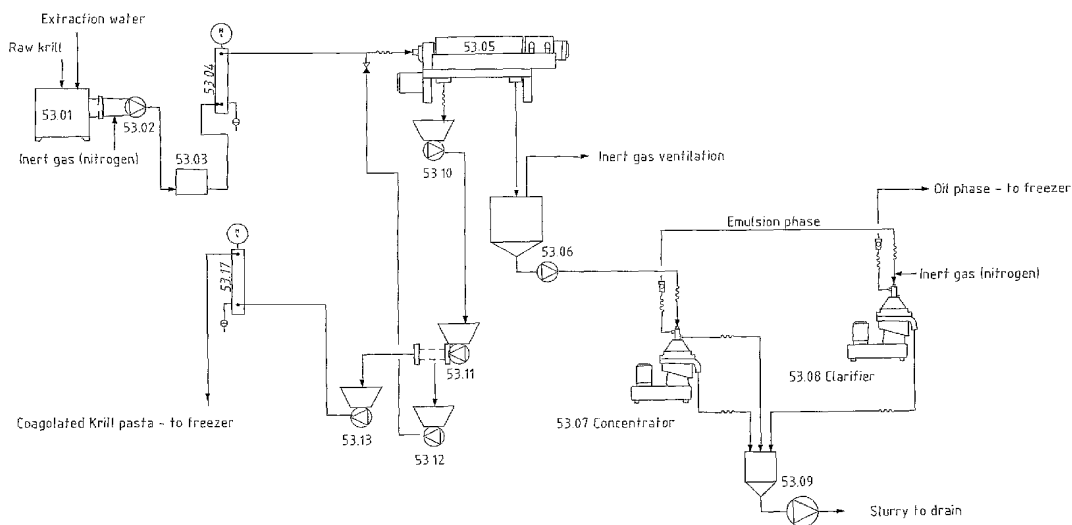 Extraction water
Raw krill
53.01
53.02
Inert gas (nitrogen)
53.03
53.04
53.05
53.10
Inert gas ventilation
53.06
Oil phase - to freezer
Emulsion phase
Inert gas (nitrogen)
53.08 Clarifier
53.07 Concentrator
53.17
53.11
53.13
53.12
Coagolated Krill pasta - to freezer
53.09
Slurry to drain